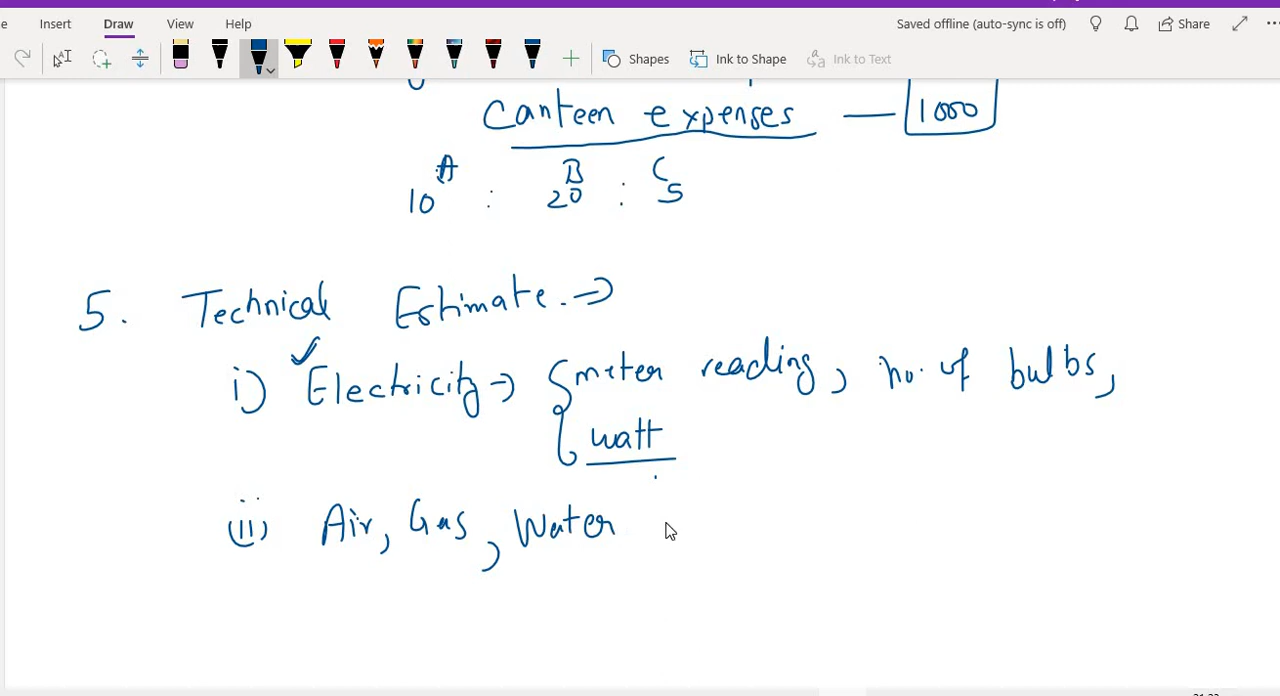 Insert Draw View Help Saved offline (auto-sync is off) Share
Shapes Ink to Shape Ink to Text
Canteen expenses — 1000
A B C
10 : 20 : 5
5. Technical Estimate. ⇒
i) Electricity → meter reading, no. of bulbs,
watt
(ii) Air, Gas, Water